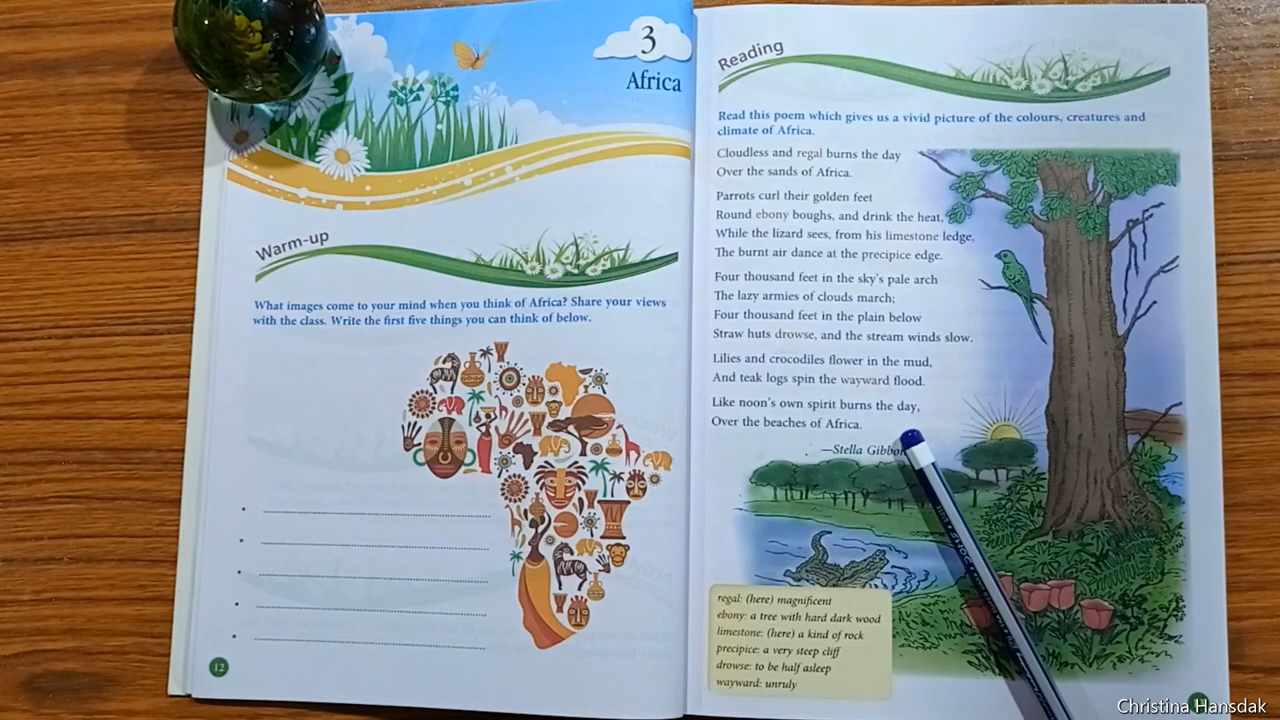 3
Africa
Warm-up
What images come to your mind when you think of Africa? Share your views
with the class. Write the first five things you can think of below.
12
Reading
Read this poem which gives us a vivid picture of the colours, creatures and
climate of Africa.
Cloudless and regal burns the day
Over the sands of Africa.
Parrots curl their golden feet
Round ebony boughs, and drink the heat,
While the lizard sees, from his limestone ledge,
The burnt air dance at the precipice edge.
Four thousand feet in the sky's pale arch
The lazy armies of clouds march;
Four thousand feet in the plain below
Straw huts drowse, and the stream winds slow.
Lilies and crocodiles flower in the mud,
And teak logs spin the wayward flood.
Like noon's own spirit burns the day,
Over the beaches of Africa.
—Stella
regal: (here) magnificent
ebony: a tree with hard dark wood
limestone: (here) a kind of rock
precipice: a very steep cliff
drowse: to be half asleep
wayward: unruly
Christina Hansdak